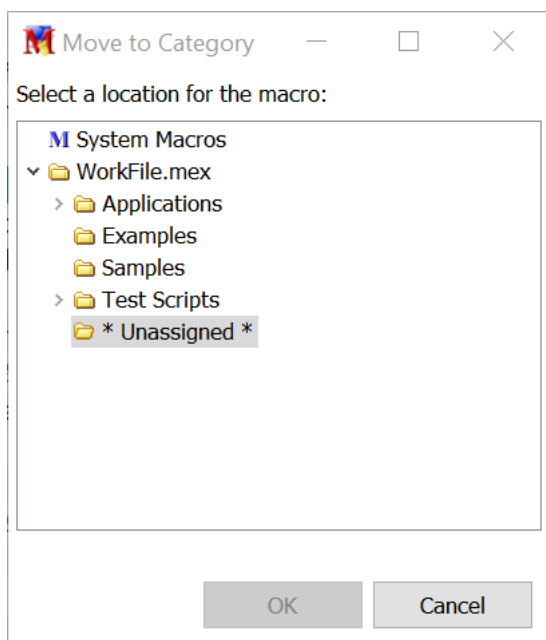 Move to Category
Select a location for the macro:
M System Macros
WorkFile.mex
Applications
Examples
Samples
Test Scripts
* Unassigned *
OK Cancel